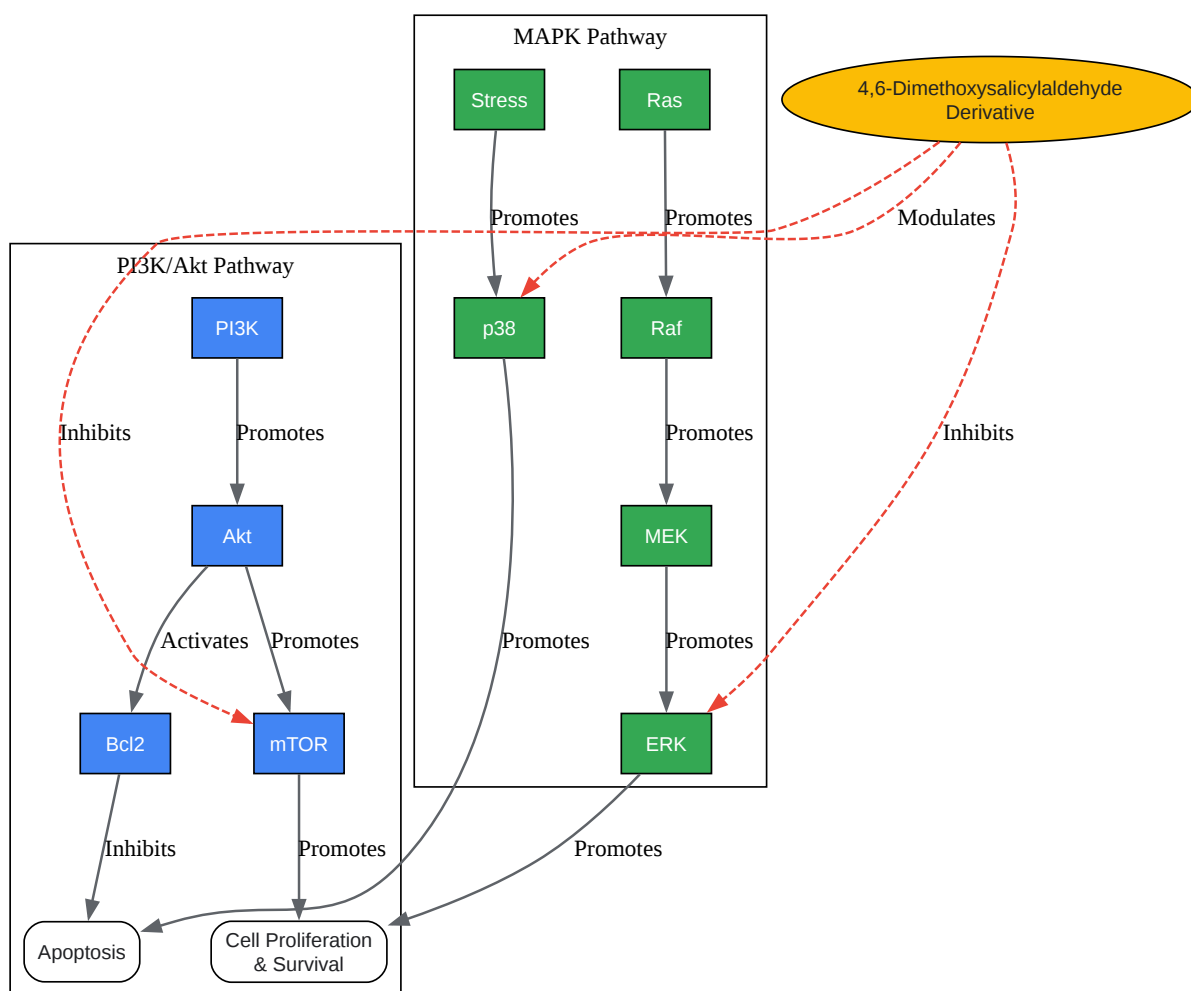 MAPK Pathway
Stress
Ras
4,6-Dimethoxysalicylaldehyde
Derivative
Promotes
Promotes
Modulates
PI3K/Akt Pathway
PI3K
p38
Raf
Inhibits
Promotes
Promotes
Inhibits
Akt
MEK
Activates
Promotes
Promotes
Promotes
Bcl2
mTOR
ERK
Inhibits
Promotes
Promotes
Apoptosis
Cell Proliferation
& Survival